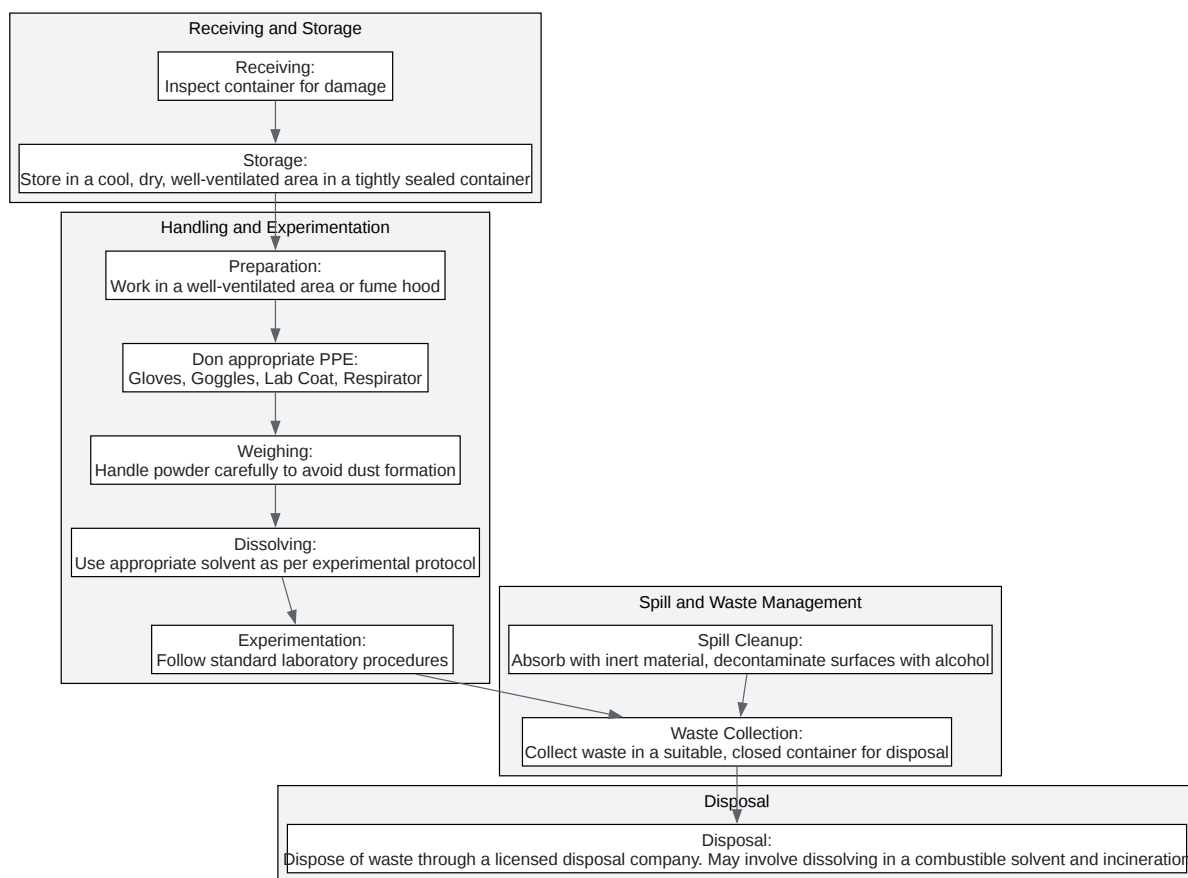 Receiving and Storage
Receiving:
Inspect container for damage
Storage:
Store in a cool, dry, well-ventilated area in a tightly sealed container
Handling and Experimentation
Preparation:
Work in a well-ventilated area or fume hood
Don appropriate PPE:
Gloves, Goggles, Lab Coat, Respirator
Weighing:
Handle powder carefully to avoid dust formation
Dissolving:
Use appropriate solvent as per experimental protocol
Experimentation:
Follow standard laboratory procedures
Spill and Waste Management
Spill Cleanup:
Absorb with inert material, decontaminate surfaces with alcohol
Waste Collection:
Collect waste in a suitable, closed container for disposal
Disposal
Disposal:
Dispose of waste through a licensed disposal company. May involve dissolving in a combustible solvent and incineration